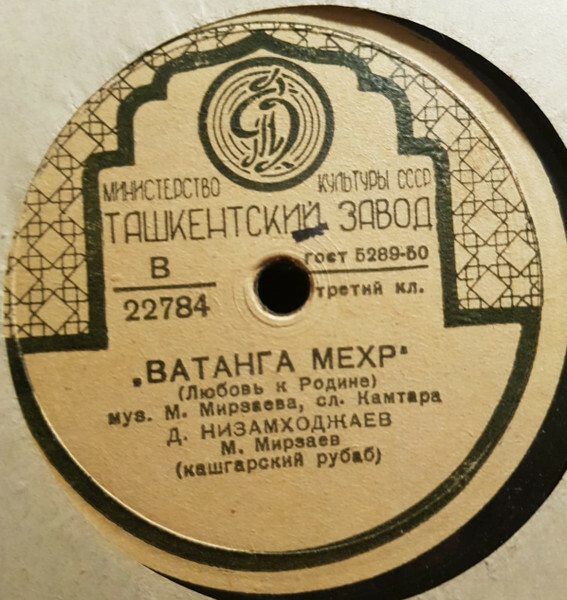 МИНИСТЕРСТВО КУЛЬТУРЫ СССР
ТАШКЕНТСКИЙ ЗАВОД
В
22784
ГОСТ 5289-50
третий кл.
„ВАТАНГА МЕХР"
(Любовь к Родине)
муз. М. Мирзаева, сл. Камтара
Д. НИЗАМХОДЖАЕВ
М. Мирзаев
(кашгарский рубаб)